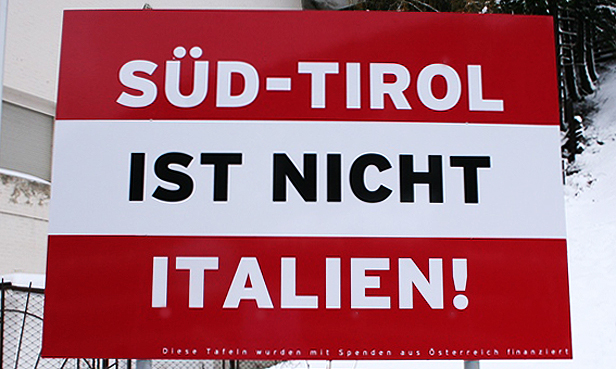 SÜD-TIROL
IST NICHT
ITALIEN!
Diese Tafeln wurden mit Spenden aus Österreich finanziert